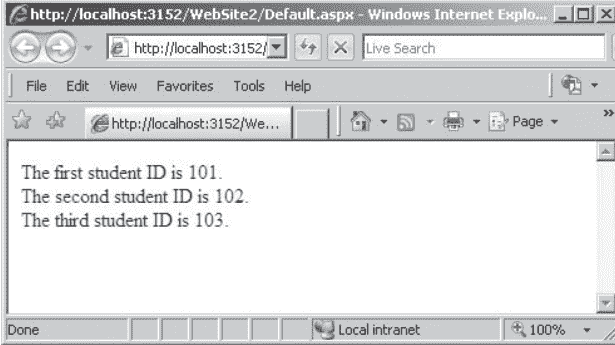 http://localhost:3152/WebSite2/Default.aspx - Windows Internet Explo...
http://localhost:3152/
Live Search
File Edit View Favorites Tools Help
http://localhost:3152/We...
Page
»
The first student ID is 101.
The second student ID is 102.
The third student ID is 103.
Done
Local intranet
100%